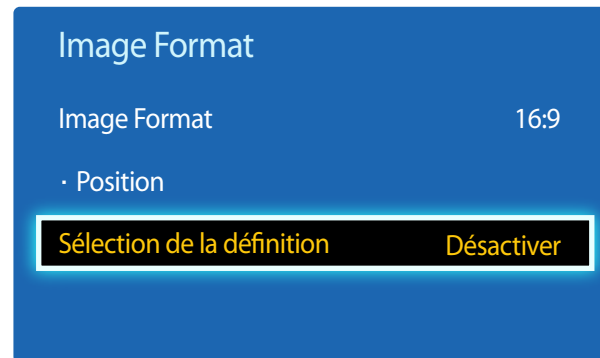 Image Format
Image Format 16:9
· Position
Sélection de la définition Désactiver